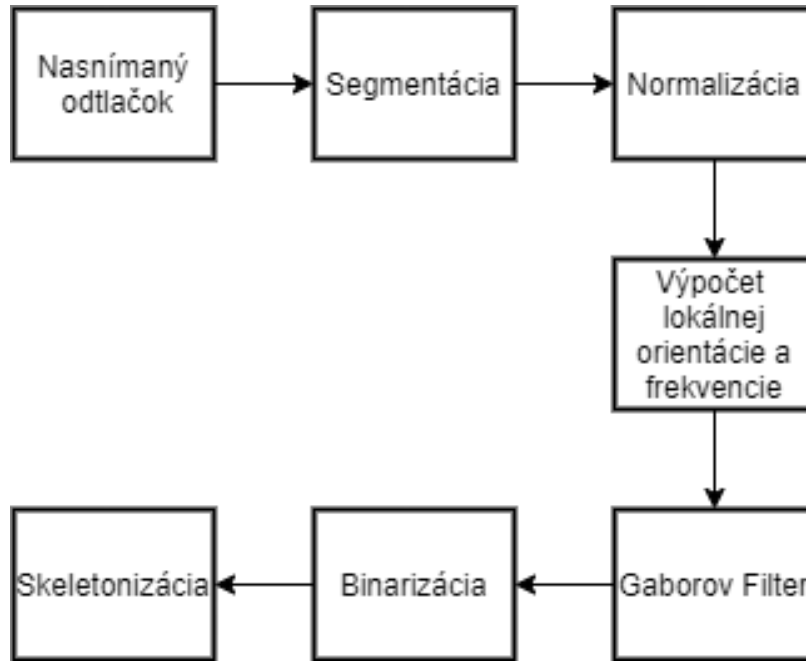 Nasnímaný
odtlačok
Segmentácia
Normalizácia
Výpočet
lokálnej
orientácie a
frekvencie
Gaborov Filter
Binarizácia
Skeletonizácia